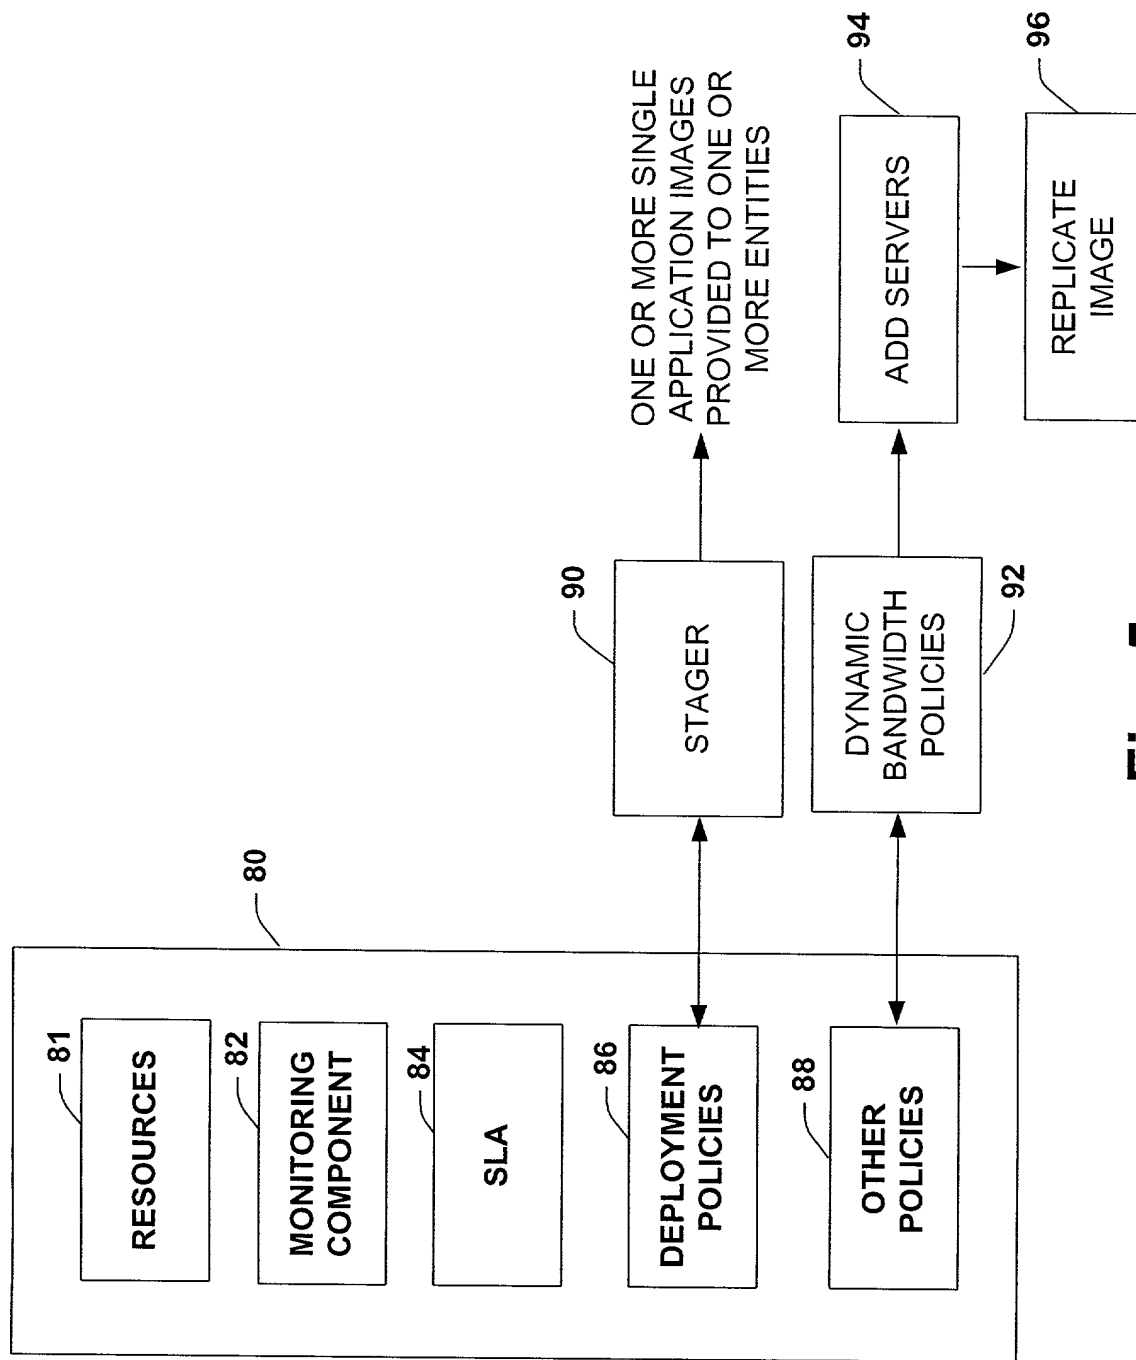 80
81
RESOURCES
82
MONITORING
COMPONENT
84
SLA
86
DEPLOYMENT
POLICIES
88
OTHER
POLICIES
90
STAGER
ONE OR MORE SINGLE
APPLICATION IMAGES
PROVIDED TO ONE OR
MORE ENTITIES
DYNAMIC
BANDWIDTH
POLICIES
92
94
ADD SERVERS
96
REPLICATE
IMAGE